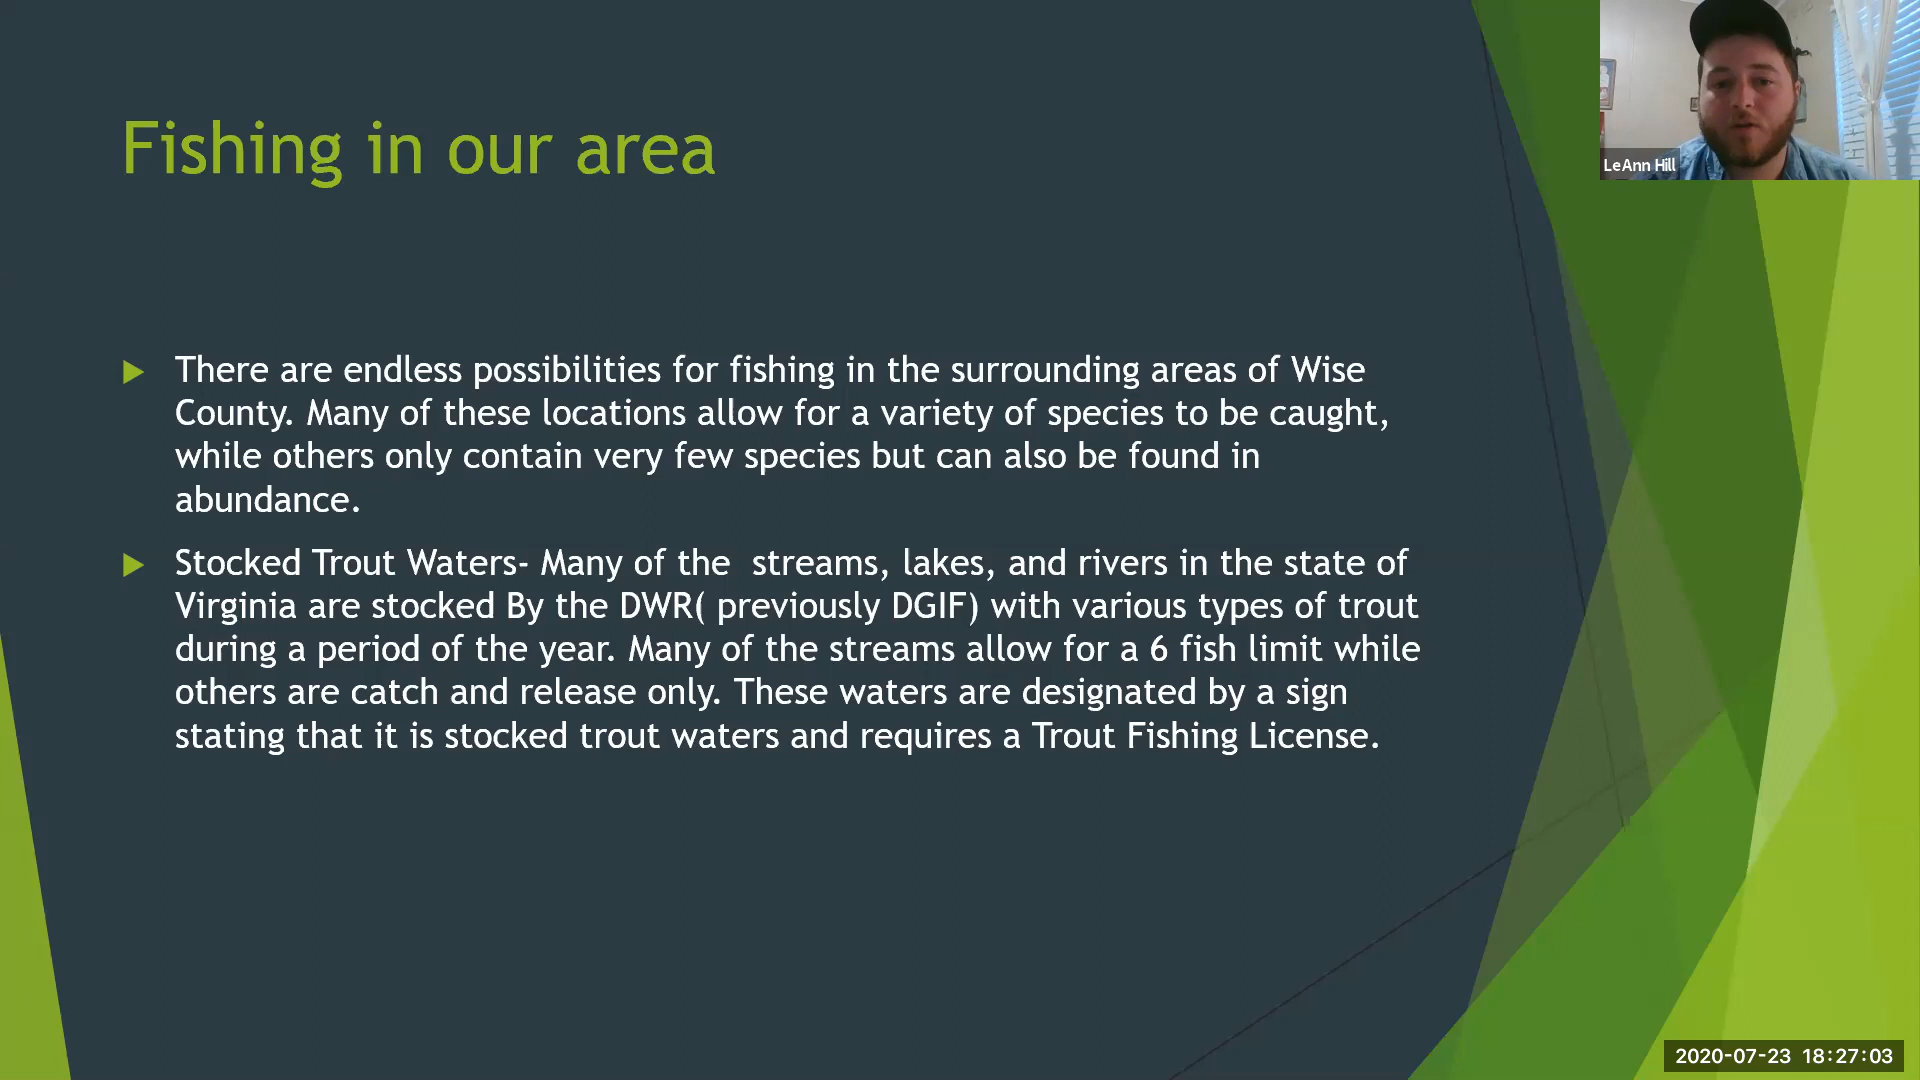 Fishing in our area
LeAnn Hill
There are endless possibilities for fishing in the surrounding areas of Wise
County. Many of these locations allow for a variety of species to be caught,
while others only contain very few species but can also be found in
abundance.
Stocked Trout Waters- Many of the  streams, lakes, and rivers in the state of
Virginia are stocked By the DWR( previously DGIF) with various types of trout
during a period of the year. Many of the streams allow for a 6 fish limit while
others are catch and release only. These waters are designated by a sign
stating that it is stocked trout waters and requires a Trout Fishing License.
2020-07-23 18:27:03